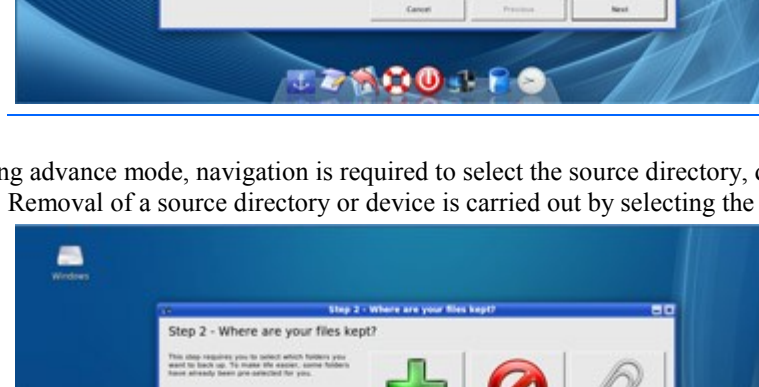 Cancel Previous Next
ng advance mode, navigation is required to select the source directory,
Removal of a source directory or device is carried out by selecting the
Windows
Step 2 - Where are your files kept?
Step 2 - Where are your files kept?
This step requires you to select which folders you
want to back up. To make life easier, some folders
have already been pre-selected for you.